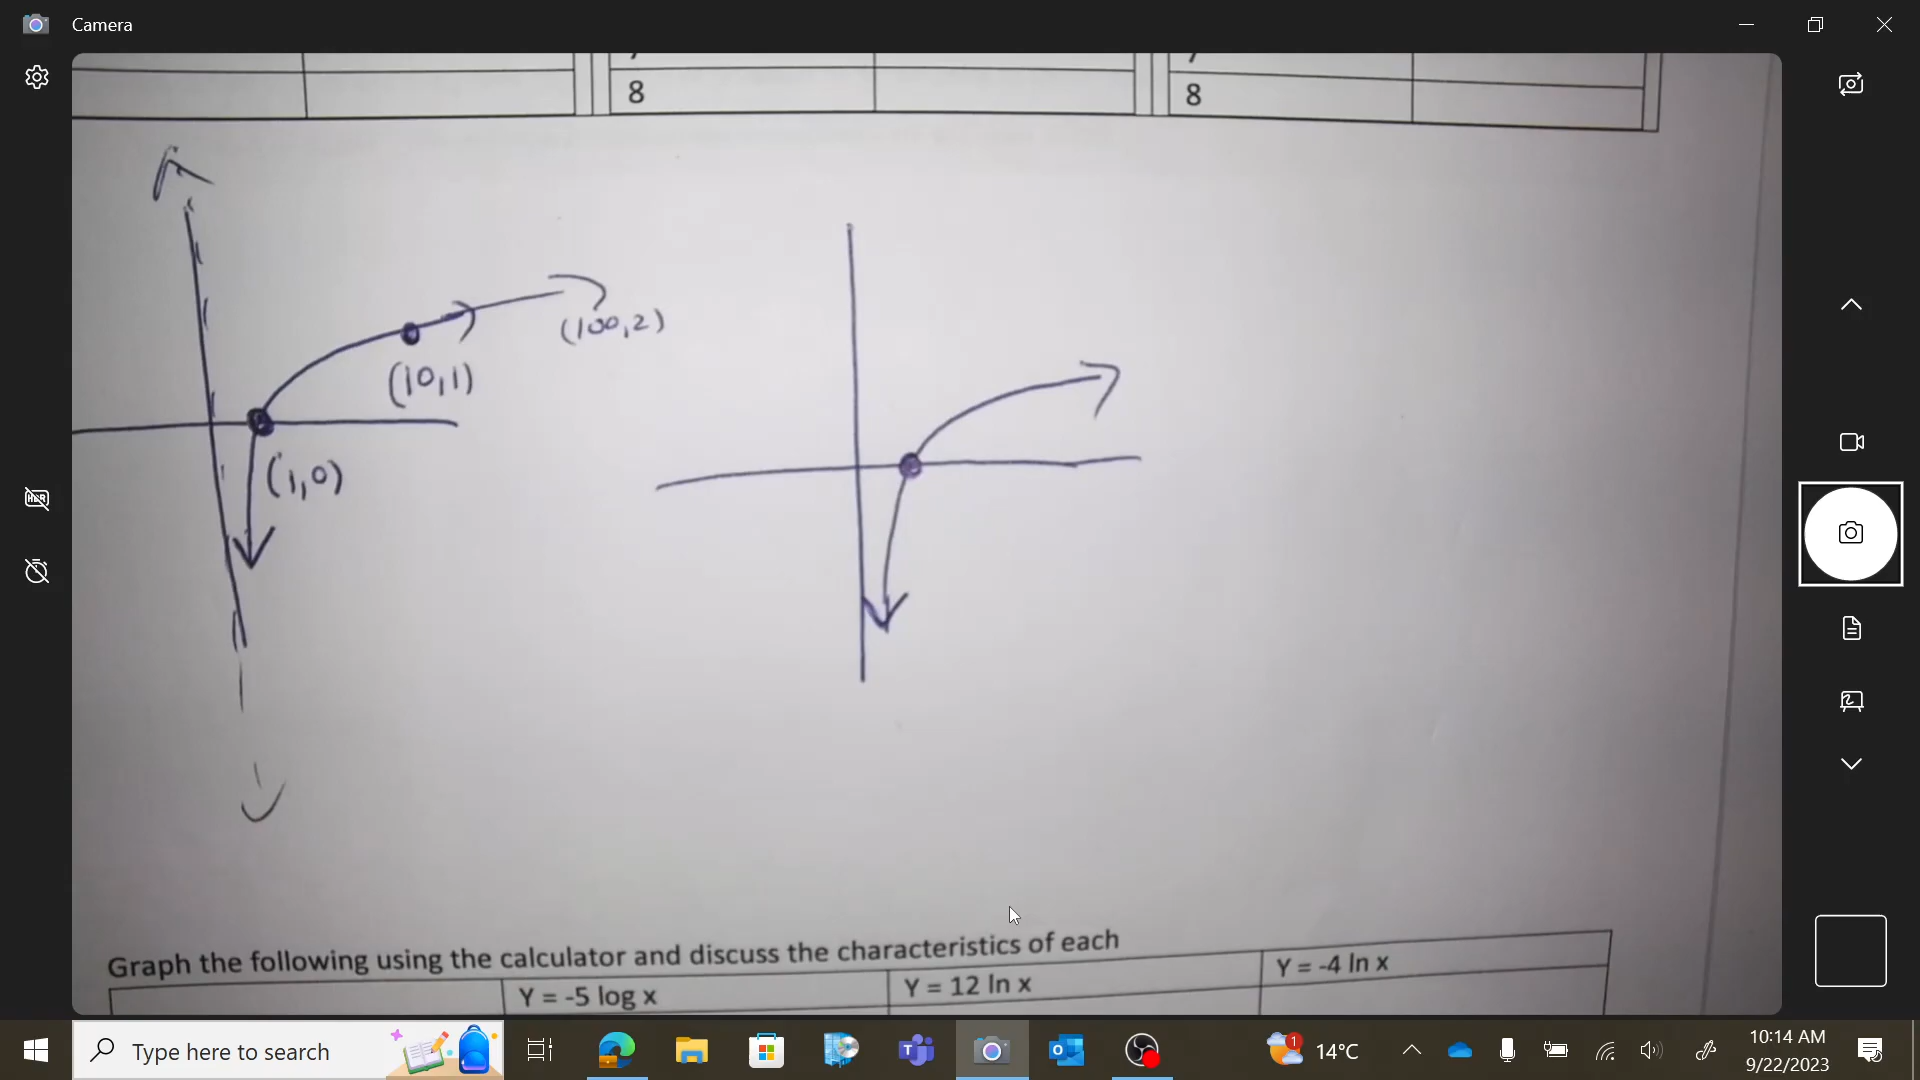 Camera
8
8
(100,2)
(10,1)
(1,0)
Graph the following using the calculator and discuss the characteristics of each
Y = -5 log x
Y = 12 ln x
Y = -4 ln x
Type here to search
1
14°C
10:14 AM
9/22/2023